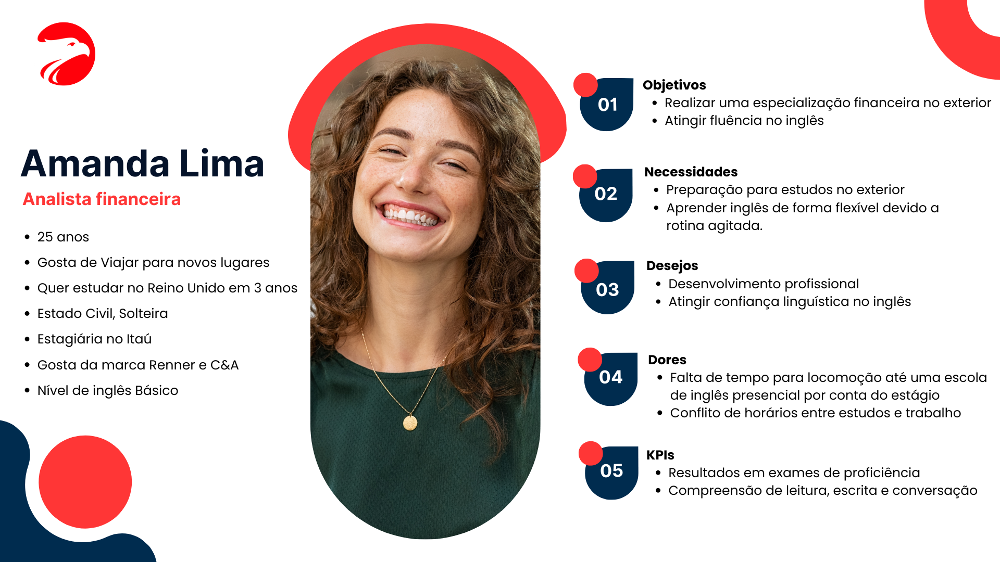 Amanda Lima
Analista financeira
• 25 anos
• Gosta de Viajar para novos lugares
• Quer estudar no Reino Unido em 3 anos
• Estado Civil, Solteira
• Estagiária no Itaú
• Gosta da marca Renner e C&A
• Nível de inglês Básico
01
Objetivos
• Realizar uma especialização financeira no exterior
• Atingir fluência no inglês
02
Necessidades
• Preparação para estudos no exterior
• Aprender inglês de forma flexível devido a
rotina agitada.
03
Desejos
• Desenvolvimento profissional
• Atingir confiança linguística no inglês
04
Dores
• Falta de tempo para locomoção até uma escola
de inglês presencial por conta do estágio
• Conflito de horários entre estudos e trabalho
05
KPIs
• Resultados em exames de proficiência
• Compreensão de leitura, escrita e conversação